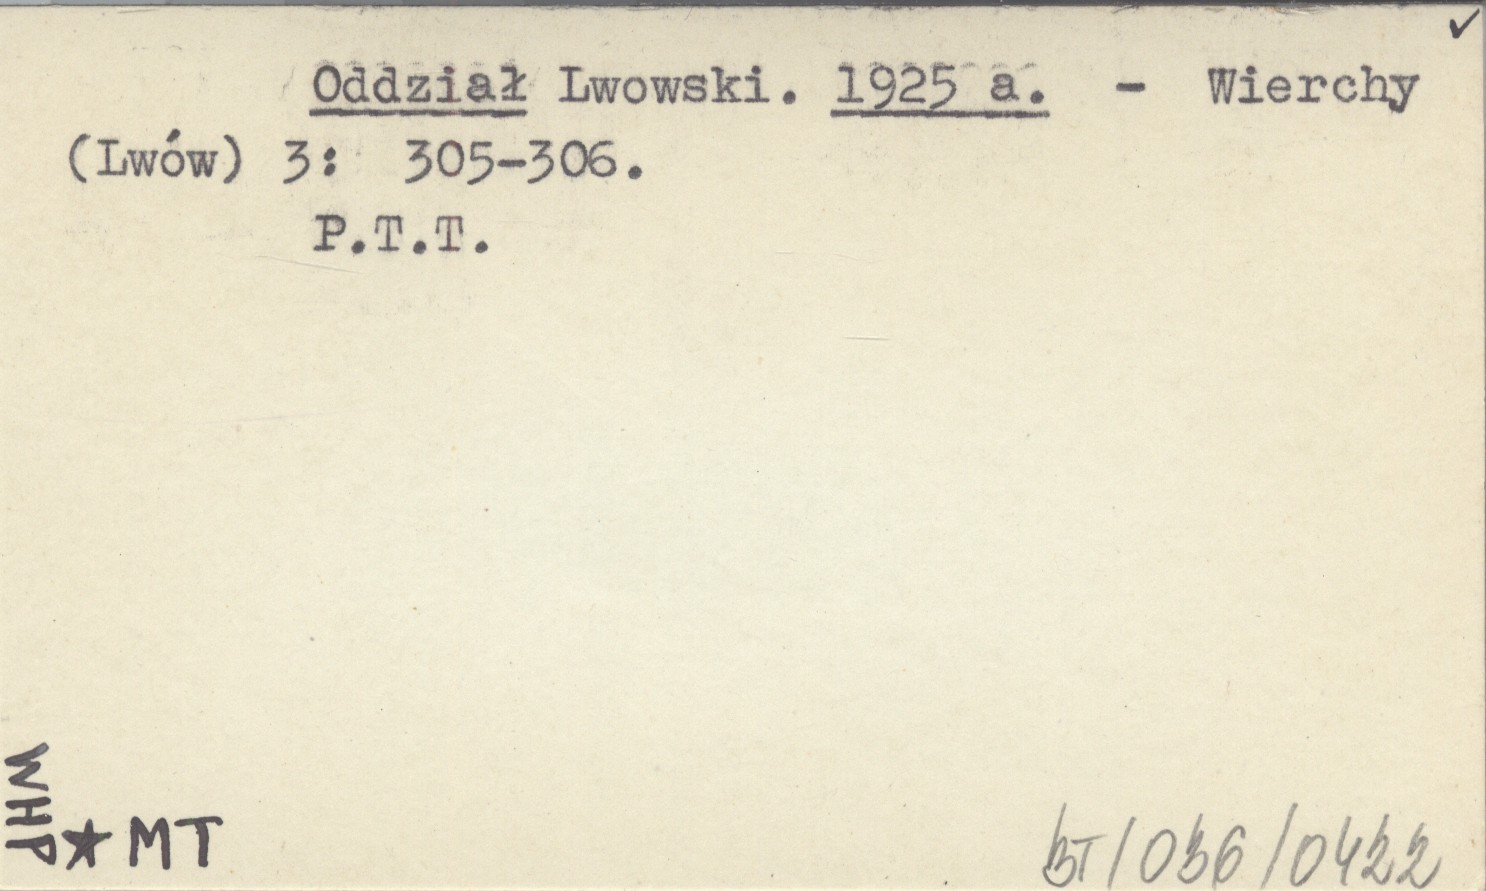 ✓
Oddział Lwowski. 1925 a. - Wierchy
(Lwów) 3: 305-306.
P.T.T.
WHP
★ MT
BT/036/0422